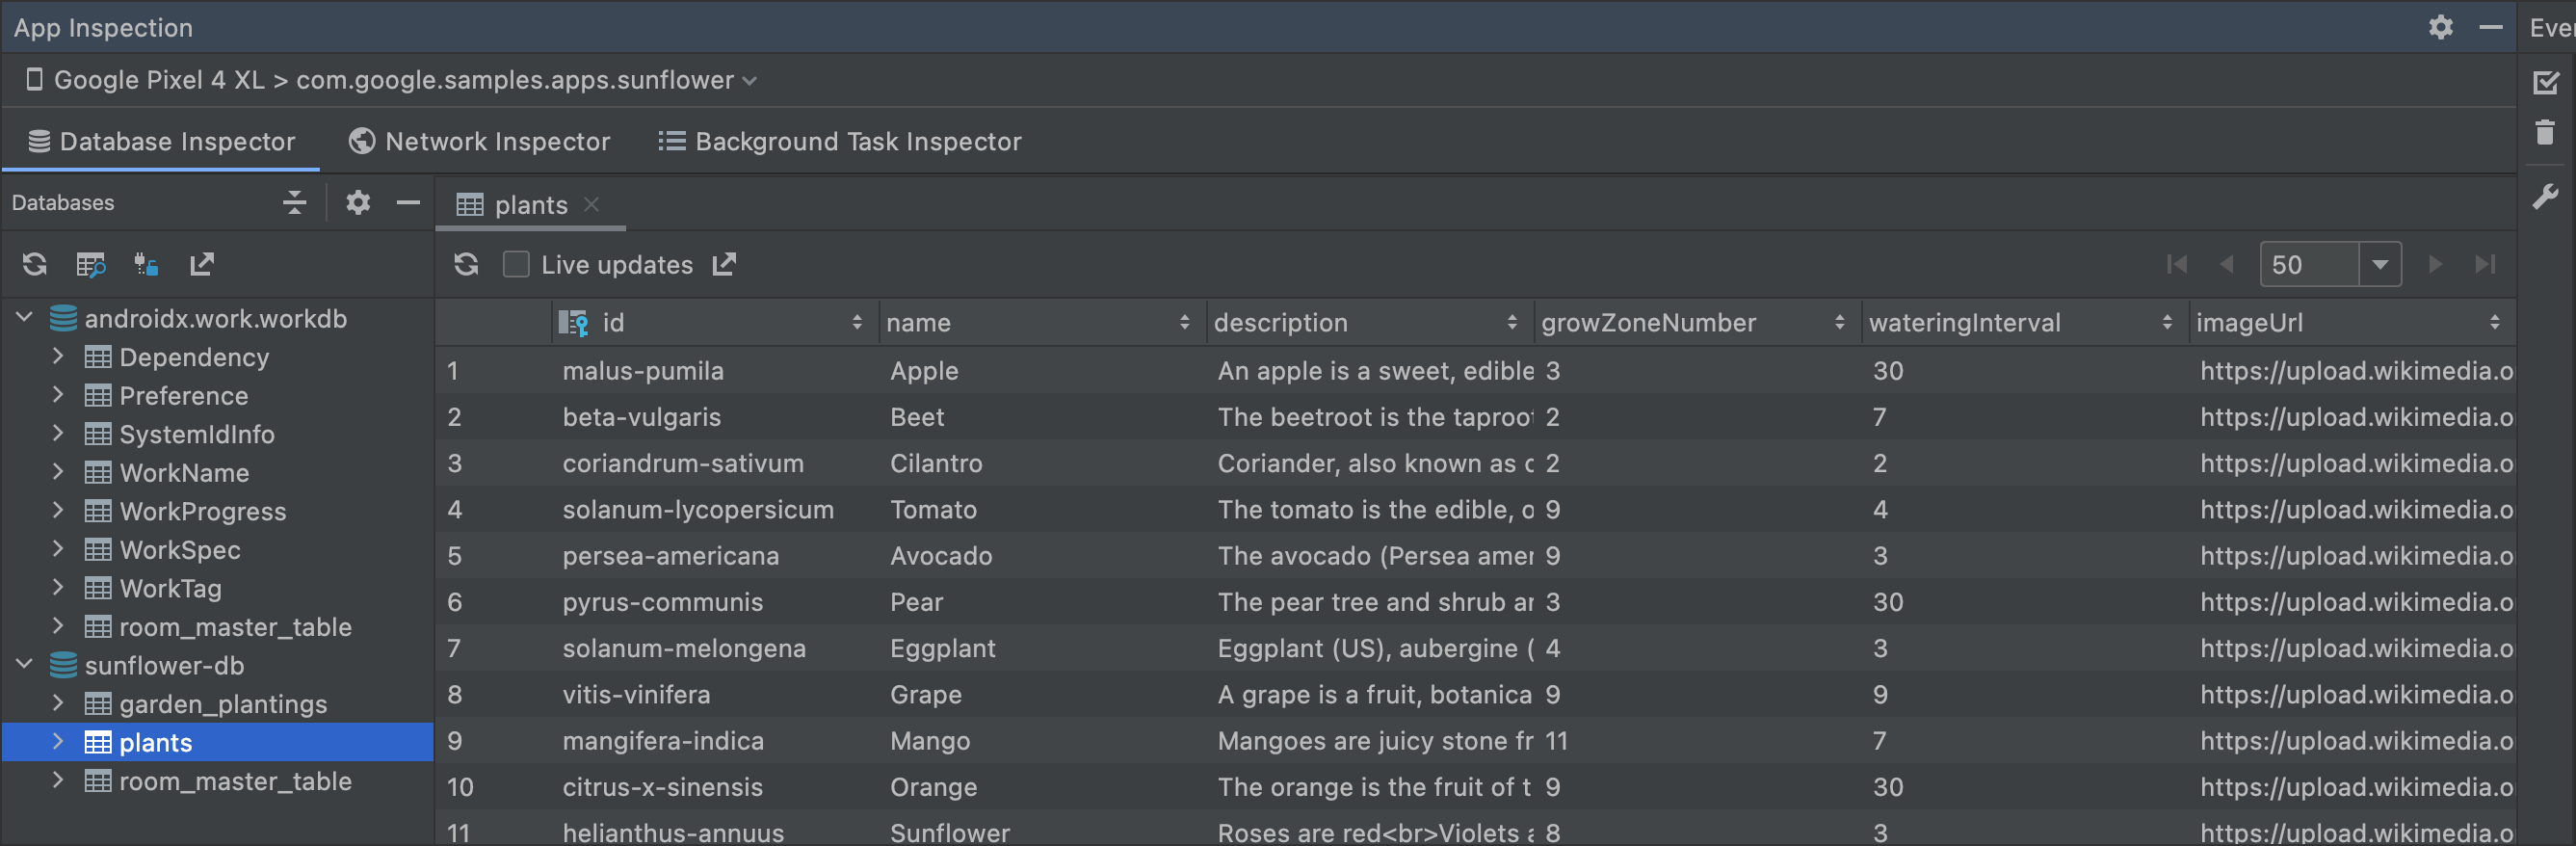 App Inspection
Ever
Google Pixel 4 XL > com.google.samples.apps.sunflower
Database Inspector Network Inspector Background Task Inspector
Databases
plants
Live updates
50
id name description growZoneNumber wateringInterval imageUrl
androidx.work.workdb
Dependency
Preference
SystemIdInfo
WorkName
WorkProgress
WorkSpec
WorkTag
room_master_table
sunflower-db
garden_plantings
plants
room_master_table
1 malus-pumila Apple An apple is a sweet, edible 3 30 https://upload.wikimedia.o
2 beta-vulgaris Beet The beetroot is the taproot 2 7 https://upload.wikimedia.o
3 coriandrum-sativum Cilantro Coriander, also known as c 2 2 https://upload.wikimedia.o
4 solanum-lycopersicum Tomato The tomato is the edible, o 9 4 https://upload.wikimedia.o
5 persea-americana Avocado The avocado (Persea amer 9 3 https://upload.wikimedia.o
6 pyrus-communis Pear The pear tree and shrub ar 3 30 https://upload.wikimedia.o
7 solanum-melongena Eggplant Eggplant (US), aubergine ( 4 3 https://upload.wikimedia.o
8 vitis-vinifera Grape A grape is a fruit, botanica 9 9 https://upload.wikimedia.o
9 mangifera-indica Mango Mangoes are juicy stone fr 11 7 https://upload.wikimedia.o
10 citrus-x-sinensis Orange The orange is the fruit of t 9 30 https://upload.wikimedia.o
11 helianthus-annuus Sunflower Roses are red<br>Violets a 8 3 https://upload.wikimedia.o